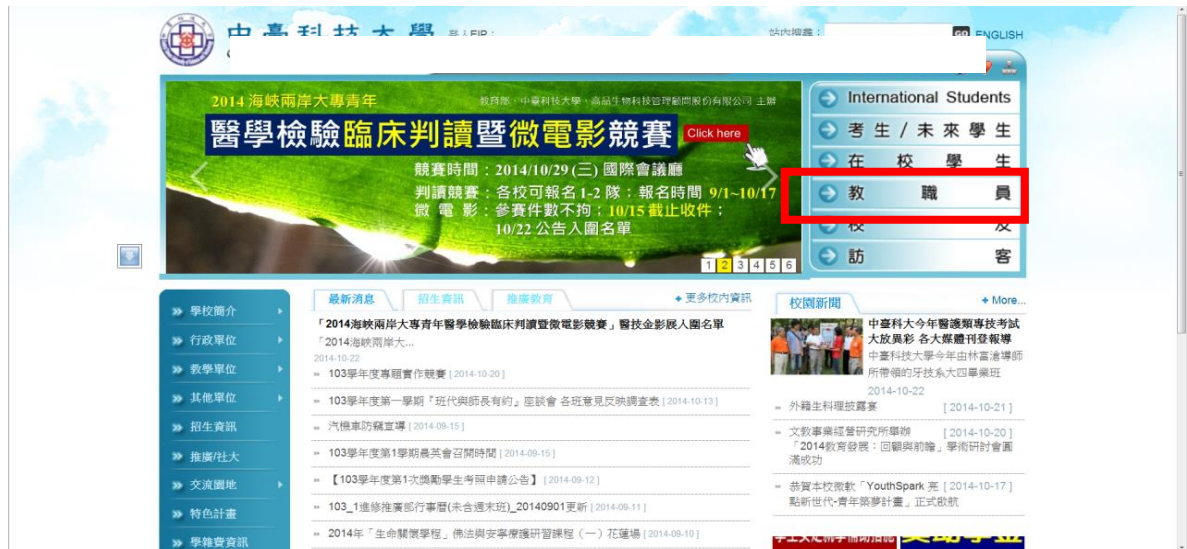 中臺科技大學
登入EIP：
站內搜尋：
GO ENGLISH
2014 海峽兩岸大專青年
教育部、中臺科技大學、高品生物科技管理顧問股份有限公司 主辦
醫學檢驗臨床判讀暨微電影競賽 Click here
競賽時間：2014/10/29 (三) 國際會議廳
判讀競賽：各校可報名 1-2 隊；報名時間 9/1~10/17
微 電 影：參賽件數不拘；10/15 截止收件；
10/22 公告入圍名單
1 2 3 4 5 6
International Students
考生/未來學生
在校學生
教職員
校友
訪客
學校簡介
行政單位
教學單位
其他單位
招生資訊
推廣/社大
交流園地
特色計畫
學雜費資訊
最新消息 招生資訊 推廣教育 更多校內資訊
「2014海峽兩岸大專青年醫學檢驗臨床判讀暨微電影競賽」醫技金影展入圍名單
「2014海峽兩岸大...
2014-10-22
103學年度專題實作競賽 [ 2014-10-20 ]
103學年度第一學期『班代與師長有約』座談會 各班意見反映調查表 [ 2014-10-13 ]
汽機車防竊宣導 [ 2014-09-15 ]
103學年度第1學期晨芝會召開時間 [ 2014-09-15 ]
【103學年度第1次獎勵學生考照申請公告】 [ 2014-09-12 ]
103_1進修推廣部行事曆(未含週末班)_20140901更新 [ 2014-09-11 ]
2014年「生命關懷學程」佛法與安寧療護研習課程（一）花蓮場 [ 2014-09-10 ]
校園新聞 More...
中臺科大今年醫護類專技考試
大放異彩 各大媒體刊登報導
中臺科技大學今年由林富滄導師
所帶領的牙技系大四畢業班
2014-10-22
外籍生料理披露宴 [ 2014-10-21 ]
文教事業經營研究所舉辦 [ 2014-10-20 ]
「2014教育發展：回顧與前瞻」學術研討會圓
滿成功
恭賀本校微軟「YouthSpark 亮 [ 2014-10-17 ]
點新世代-青年築夢計畫」正式啟航